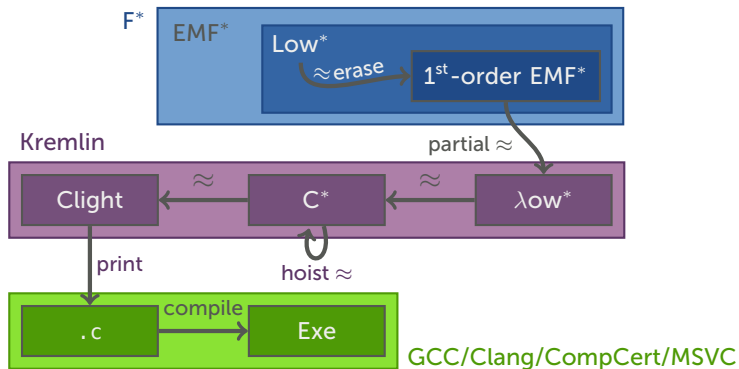 F*
EMF*
Low*
≈ erase
1st-order EMF*
partial ≈
Kremlin
Clight
≈
C*
≈
λow*
print
hoist ≈
.c
compile
Exe
GCC/Clang/CompCert/MSVC